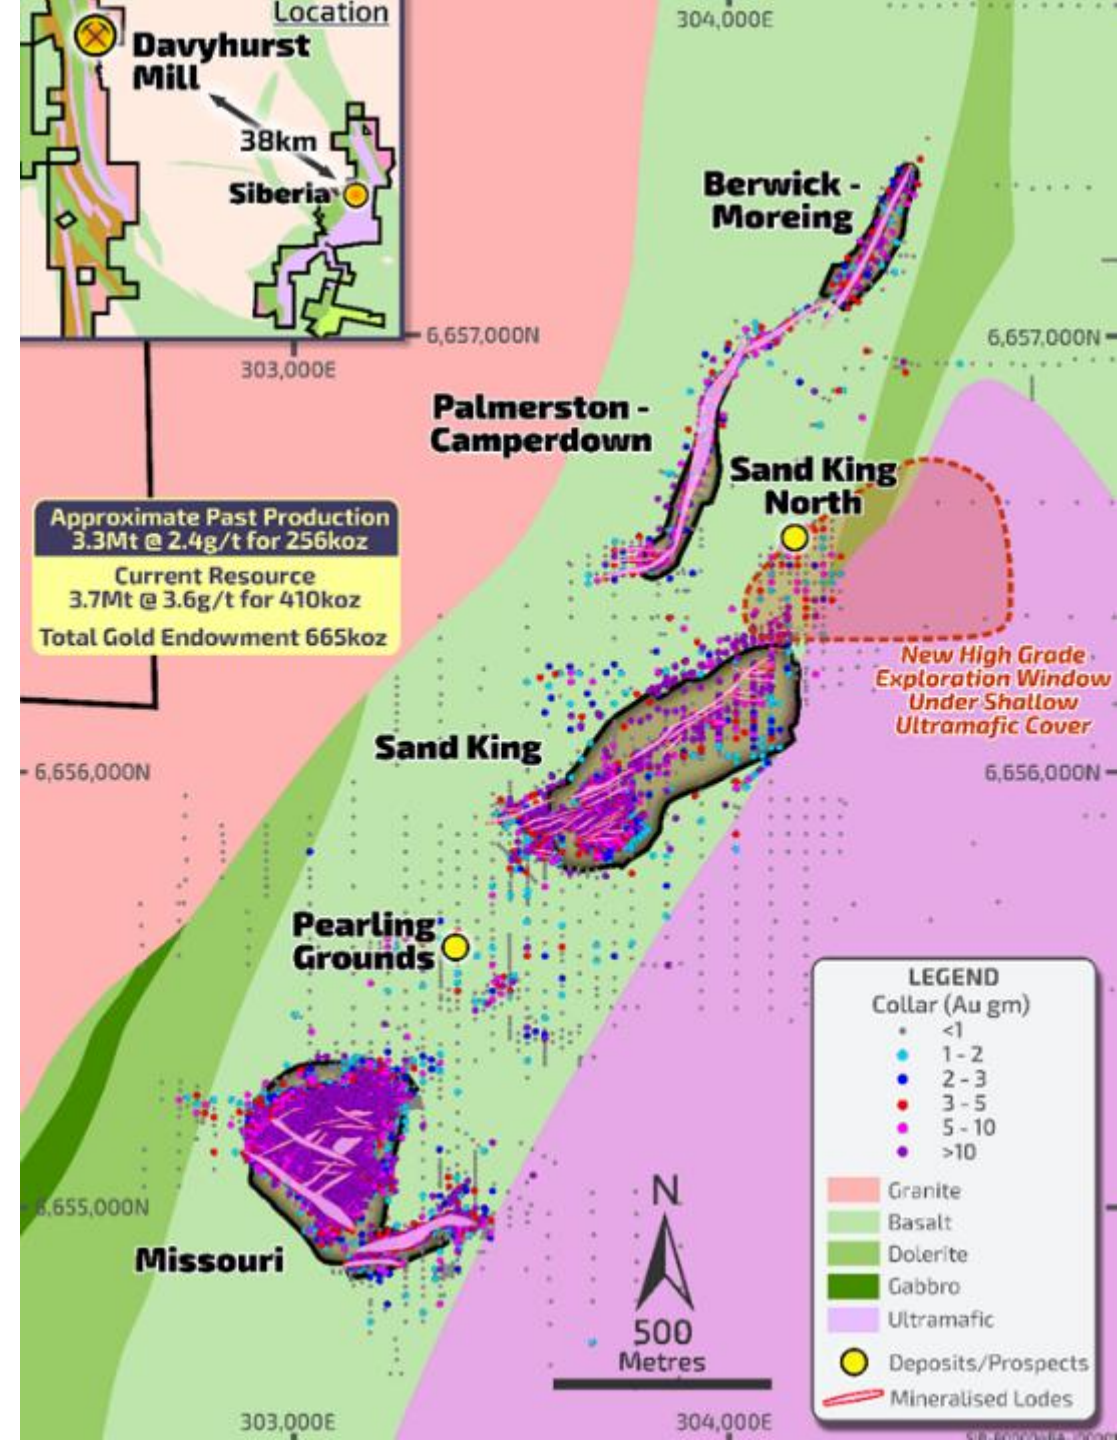 Location
Davyhurst
Mill
38km
Siberia
304,000E
Berwick -
Moreing
6,657,000N
6,657,000N
303,000E
Palmerston -
Camperdown
Sand King
North
Approximate Past Production
3.3Mt @ 2.4g/t for 256koz
Current Resource
3.7Mt @ 3.6g/t for 410koz
Total Gold Endowment 665koz
New High Grade
Exploration Window
Under Shallow
Ultramafic Cover
Sand King
6,656,000N
6,656,000N
Pearling
Grounds
LEGEND
Collar (Au gm)
<1
1 - 2
2 - 3
3 - 5
5 - 10
>10
Granite
Basalt
Dolerite
Gabbro
Ultramafic
Deposits/Prospects
Mineralised Lodes
6,655,000N
Missouri
N
500
Metres
303,000E
304,000E